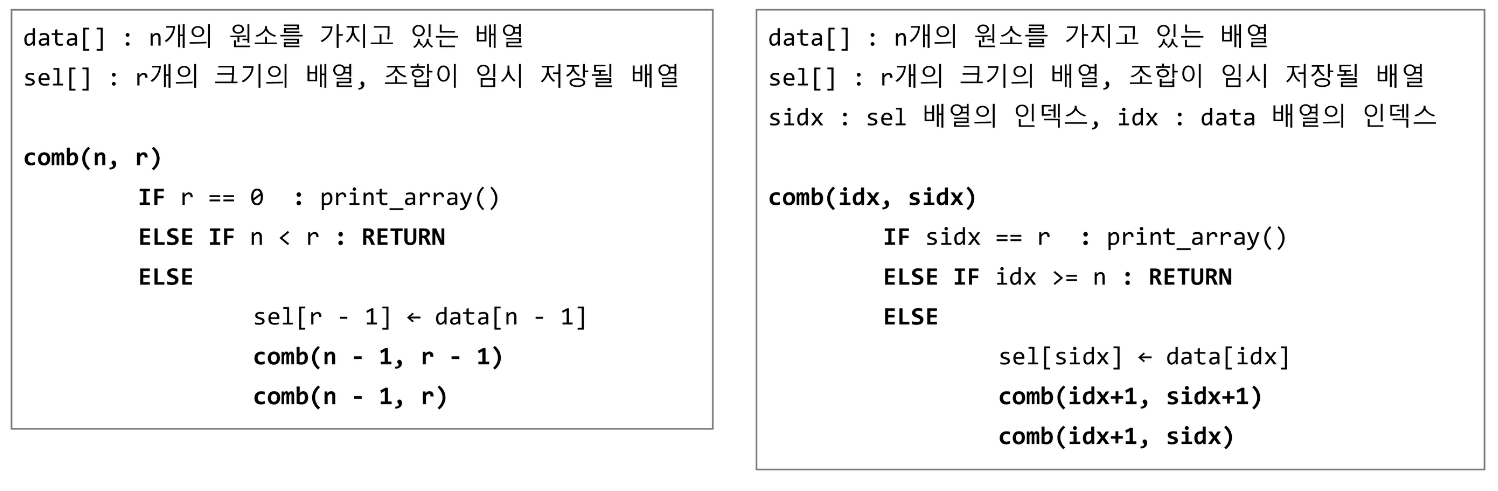 data[] : n개의 원소를 가지고 있는 배열
sel[] : r개의 크기의 배열, 조합이 임시 저장될 배열
comb(n, r)
IF r == 0 : print_array()
ELSE IF n < r : RETURN
ELSE
sel[r - 1] ← data[n - 1]
comb(n - 1, r - 1)
comb(n - 1, r)
data[] : n개의 원소를 가지고 있는 배열
sel[] : r개의 크기의 배열, 조합이 임시 저장될 배열
sidx : sel 배열의 인덱스, idx : data 배열의 인덱스
comb(idx, sidx)
IF sidx == r : print_array()
ELSE IF idx >= n : RETURN
ELSE
sel[sidx] ← data[idx]
comb(idx+1, sidx+1)
comb(idx+1, sidx)